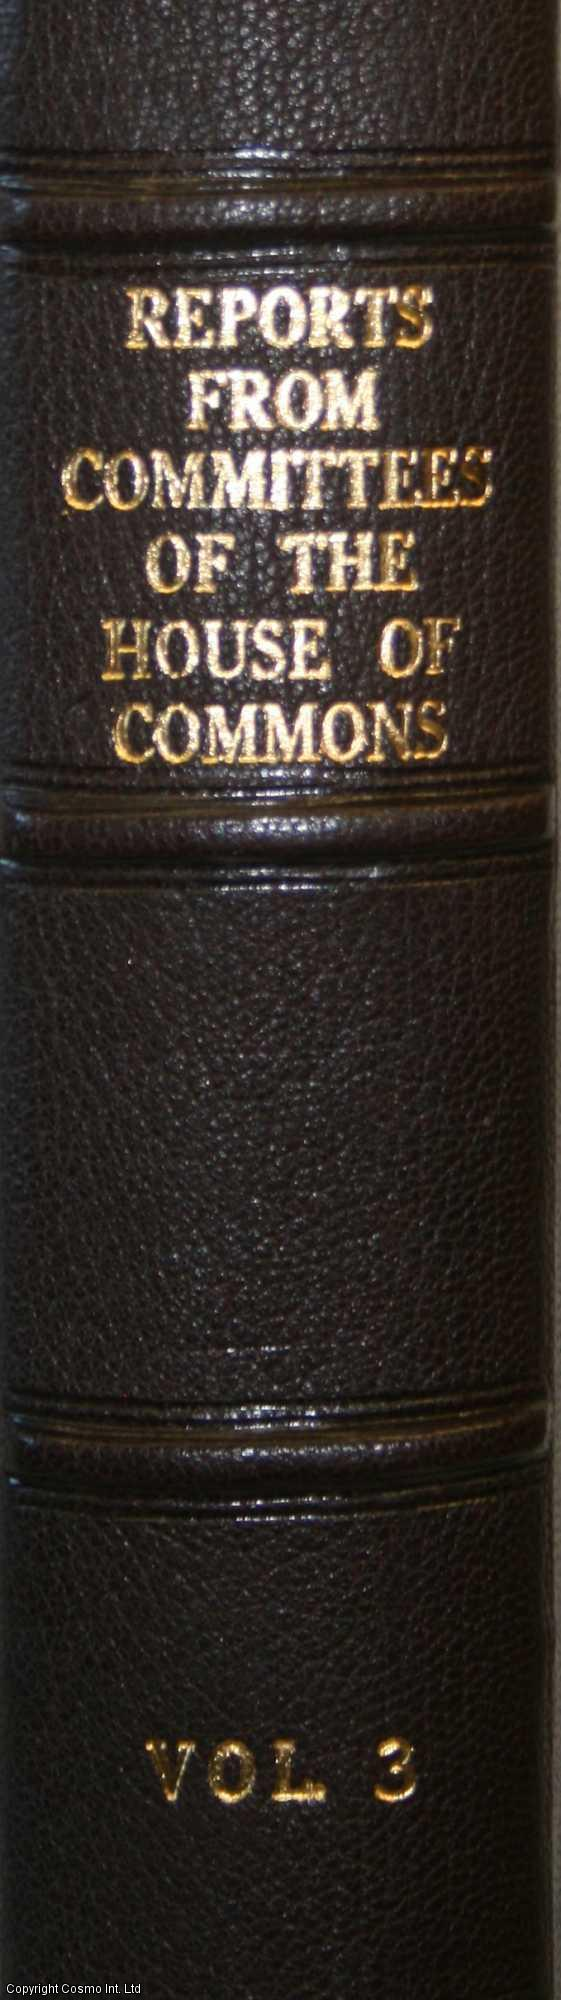 REPORTS
FROM
COMMITTEES
OF THE
HOUSE OF
COMMONS
VOL. 3
Copyright Cosmo Int. Ltd